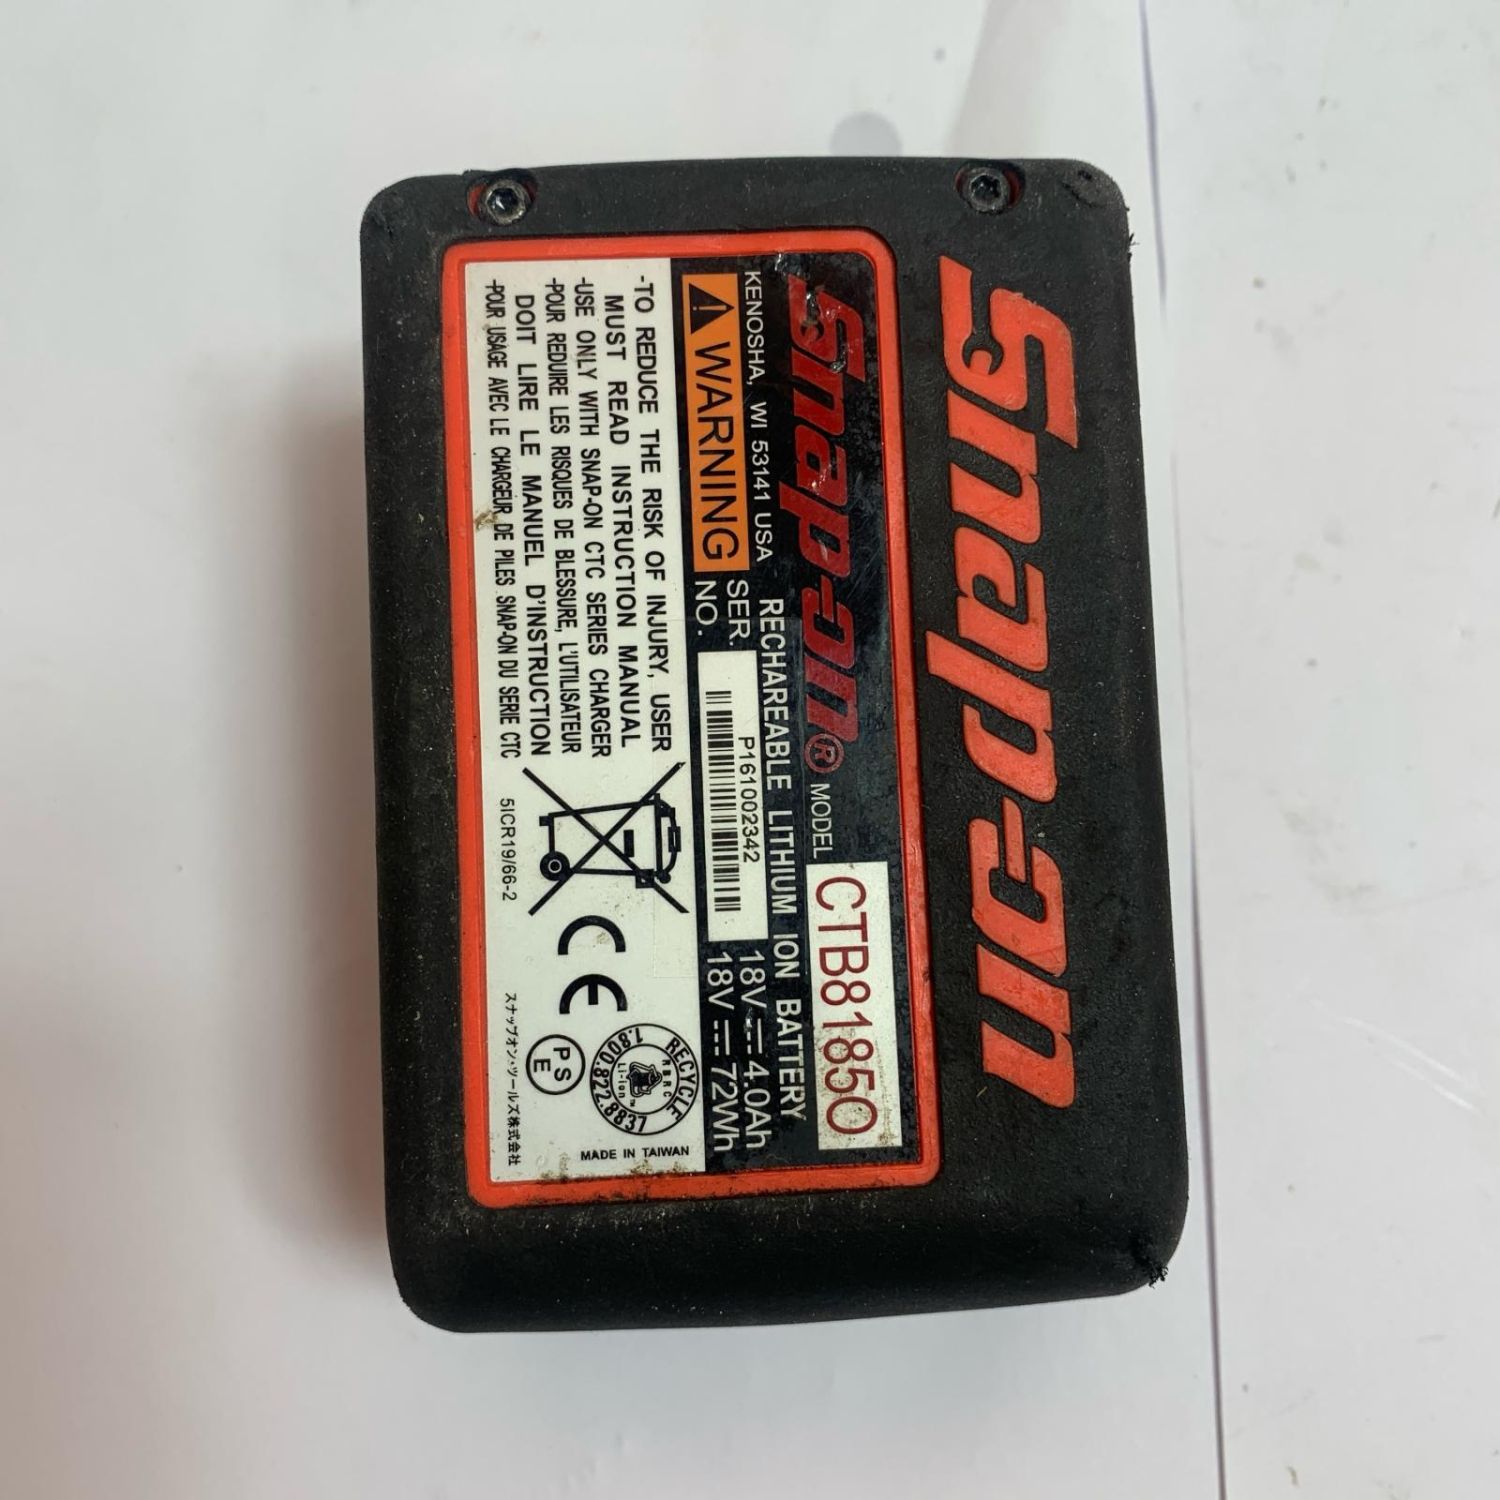 Snap-on
Snap-on® MODEL CTB8185O
KENOSHA, WI 53141 USA
RECHAREABLE LITHIUM ION BATTERY
WARNING
SER.
NO.
P161002342
18V 4.0Ah
18V 72Wh
-TO REDUCE THE RISK OF INJURY, USER
MUST READ INSTRUCTION MANUAL
-USE ONLY WITH SNAP-ON CTC SERIES CHARGER
-POUR REDUIRE LES RISQUES DE BLESSURE, L'UTILISATEUR
DOIT LIRE LE MANUEL D'INSTRUCTION
-POUR USAGE AVEC LE CHARGEUR DE PILES SNAP-ON DU SERIE CTC
5ICR19/66-2
CE
RECYCLE
RBRC
Li-ion
1.800.822.8837
PS
E
MADE IN TAIWAN
スナップオン・ツールズ株式会社